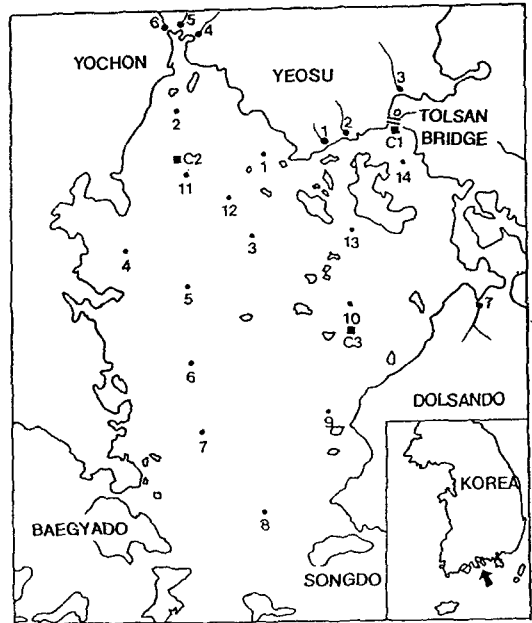 6
5
4
YOCHON
YEOSU
3
TOLSAN
BRIDGE
2
1
2
C1
C2
1
14
11
12
3
13
4
5
10
7
C3
6
DOLSANDO
9
7
KOREA
8
BAEGYADO
SONGDO